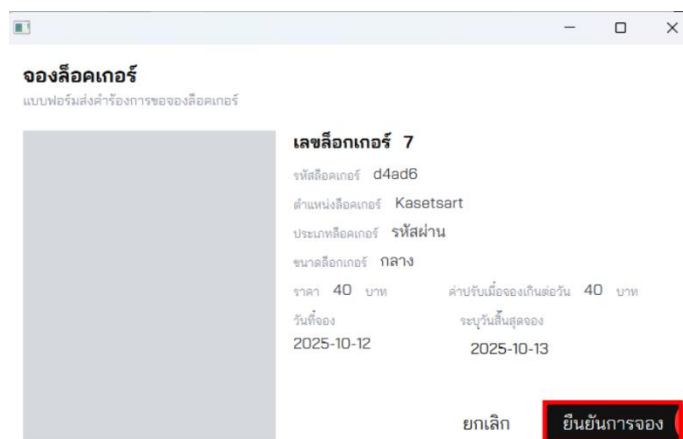 จองล็อคเกอร์
แบบฟอร์มส่งคำร้องการขอจองล็อคเกอร์
เลขล็อกเกอร์ 7
รหัสล็อคเกอร์ d4ad6
ตำแหน่งล็อคเกอร์ Kasetsart
ประเภทล็อคเกอร์ รหัสผ่าน
ขนาดล็อกเกอร์ กลาง
ราคา 40 บาท ค่าปรับเมื่อจองเกินต่อวัน 40 บาท
วันที่จอง ระบุวันสิ้นสุดจอง
2025-10-12 2025-10-13
ยกเลิก ยืนยันการจอง